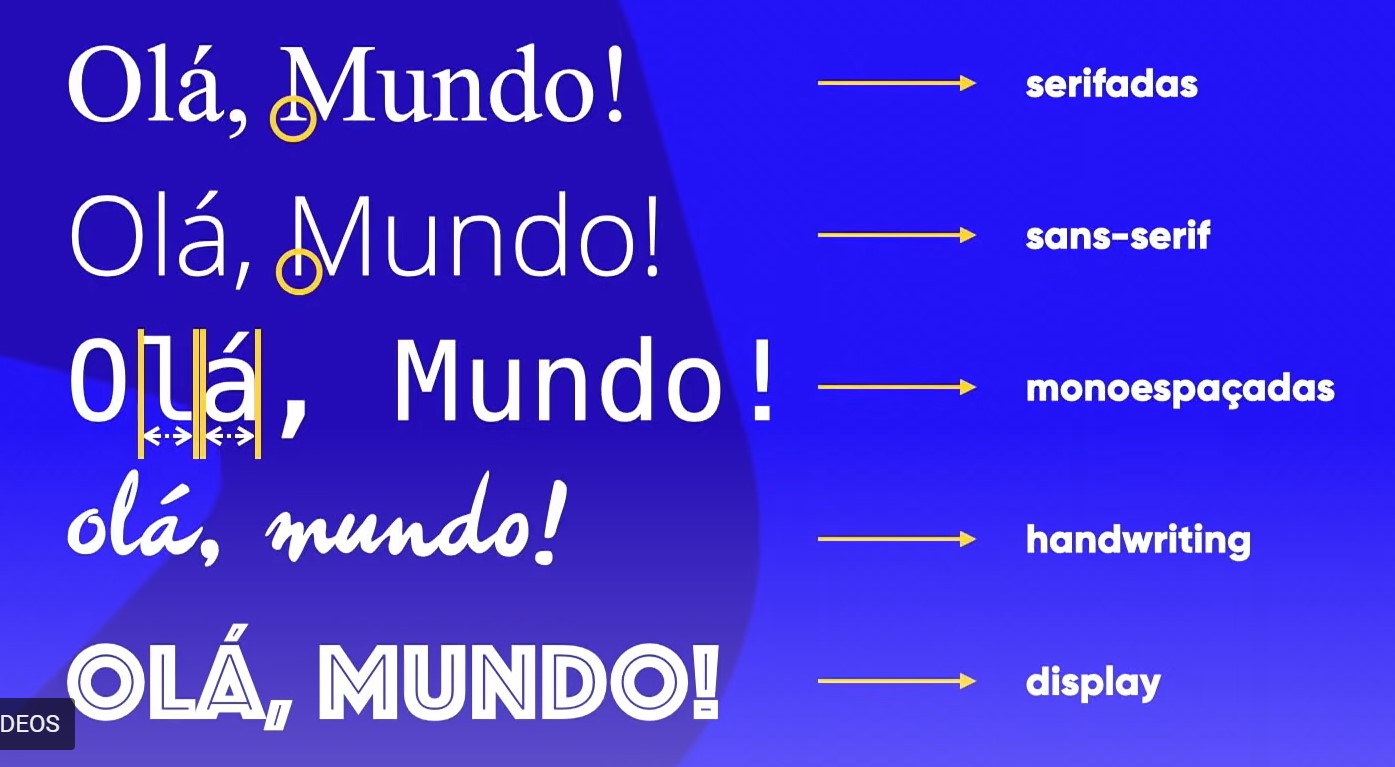 Olá, Mundo! serifadas
Olá, Mundo! sans-serif
Olá, Mundo! monoespaçadas
olá, mundo! handwriting
OLÁ, MUNDO! display
DEOS